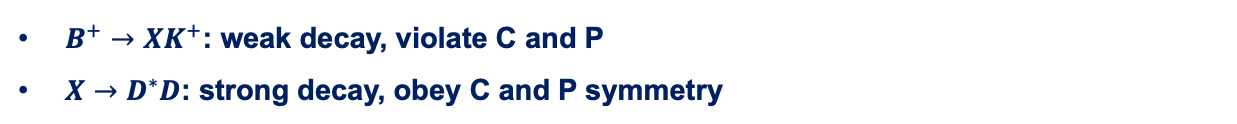 • B⁺ → XK⁺: weak decay, violate C and P
• X → D*D: strong decay, obey C and P symmetry